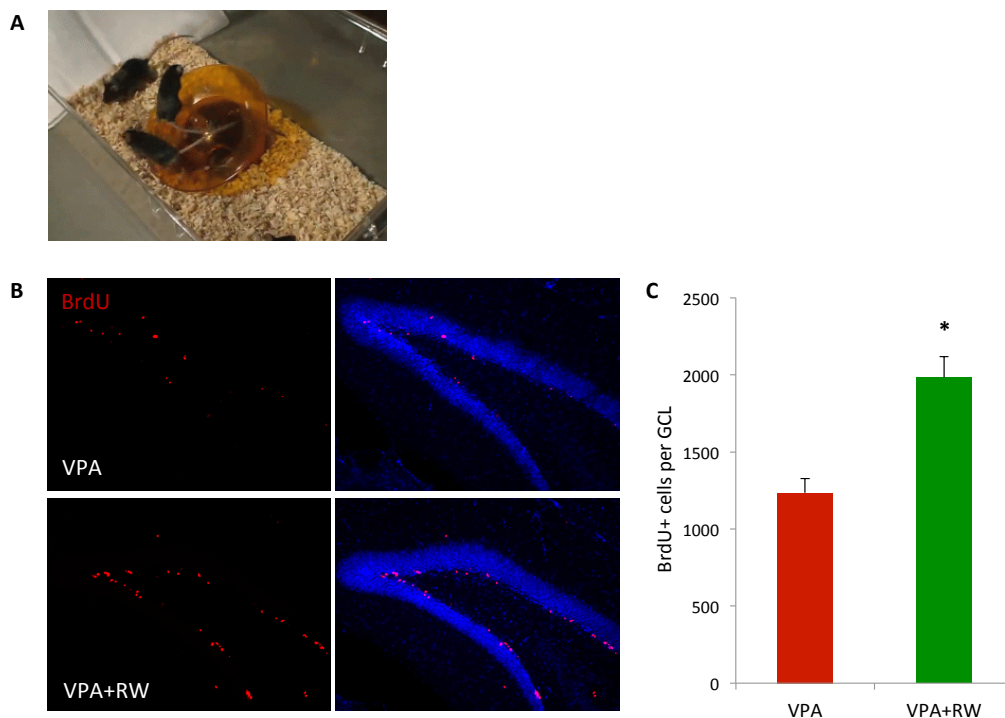 A
B
BrdU
VPA
VPA+RW
C
BrdU+ cells per GCL
2500
2000
1500
1000
500
0
*
VPA
VPA+RW